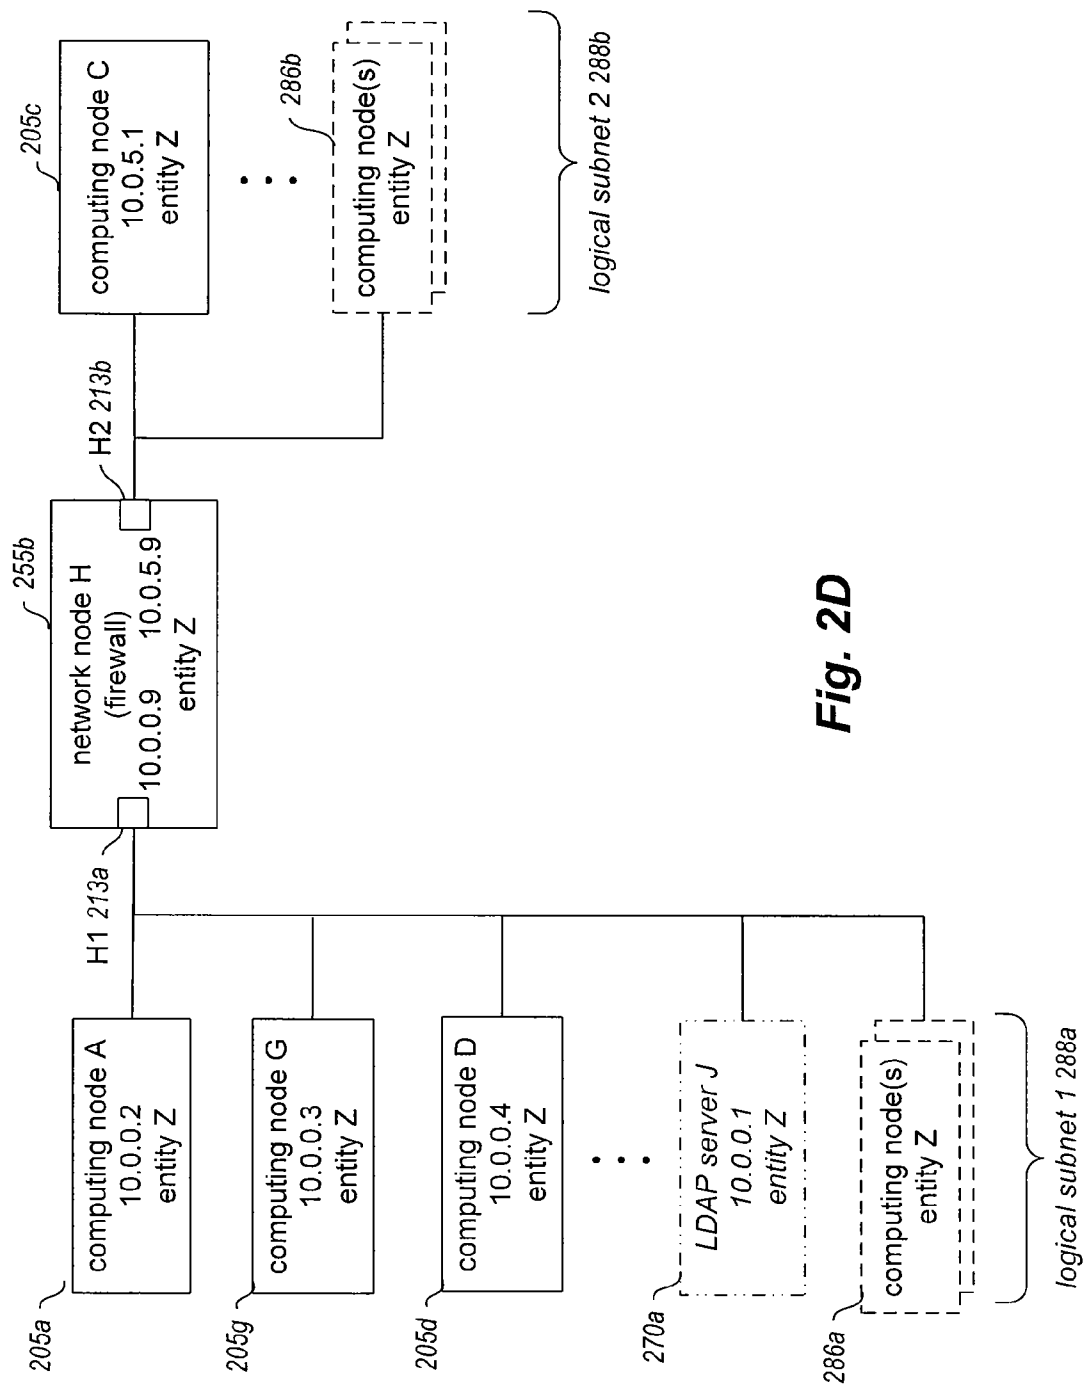 205a
computing node A
10.0.0.2
entity Z
205g
computing node G
10.0.0.3
entity Z
205d
computing node D
10.0.0.4
entity Z
270a
LDAP server J
10.0.0.1
entity Z
286a
computing node(s)
entity Z
logical subnet 1 288a
H1 213a
255b
network node H
(firewall)
10.0.0.9 10.0.5.9
entity Z
H2 213b
205c
computing node C
10.0.5.1
entity Z
286b
computing node(s)
entity Z
logical subnet 2 288b
Fig. 2D